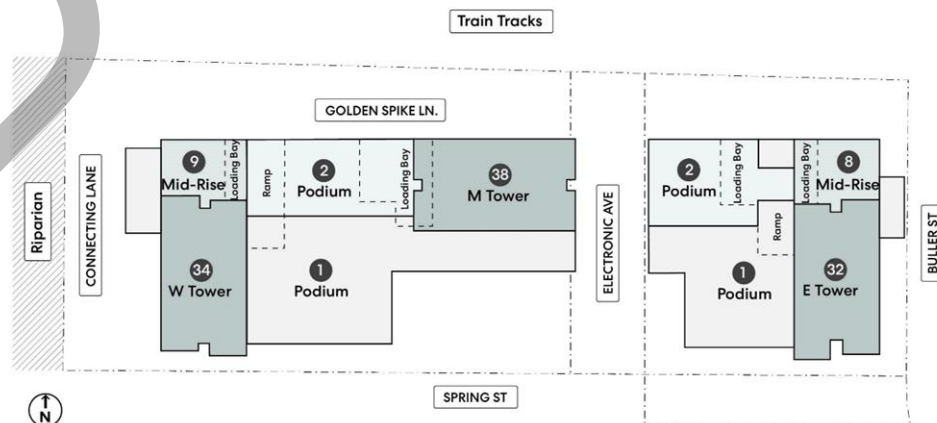 Train Tracks
GOLDEN SPIKE LN.
Riparian
CONNECTING LANE
9
Mid-Rise
Loading Bay
Ramp
2
Podium
Loading Bay
38
M Tower
34
W Tower
1
Podium
ELECTRONIC AVE
2
Podium
Loading Bay
Loading Bay
8
Mid-Rise
Ramp
1
Podium
32
E Tower
BULLER ST
SPRING ST
N